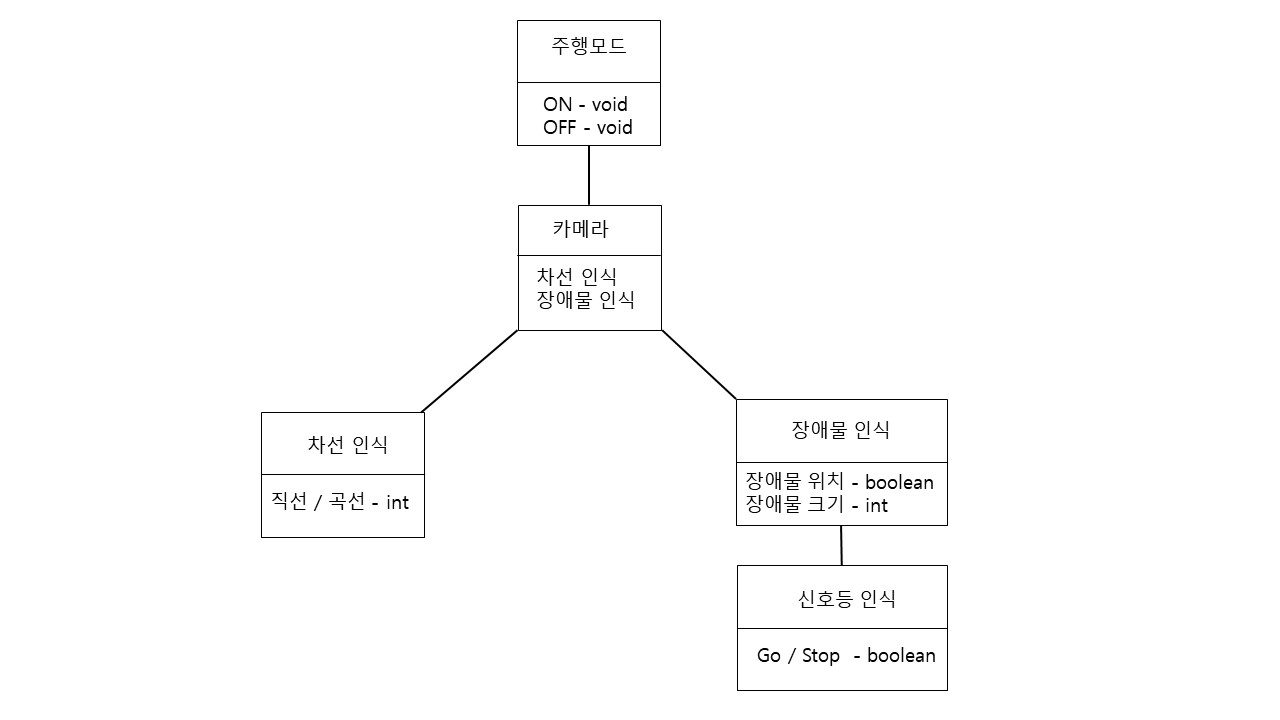 주행모드
ON - void
OFF - void
카메라
차선 인식
장애물 인식
차선 인식
직선 / 곡선 - int
장애물 인식
장애물 위치 - boolean
장애물 크기 - int
신호등 인식
Go / Stop - boolean